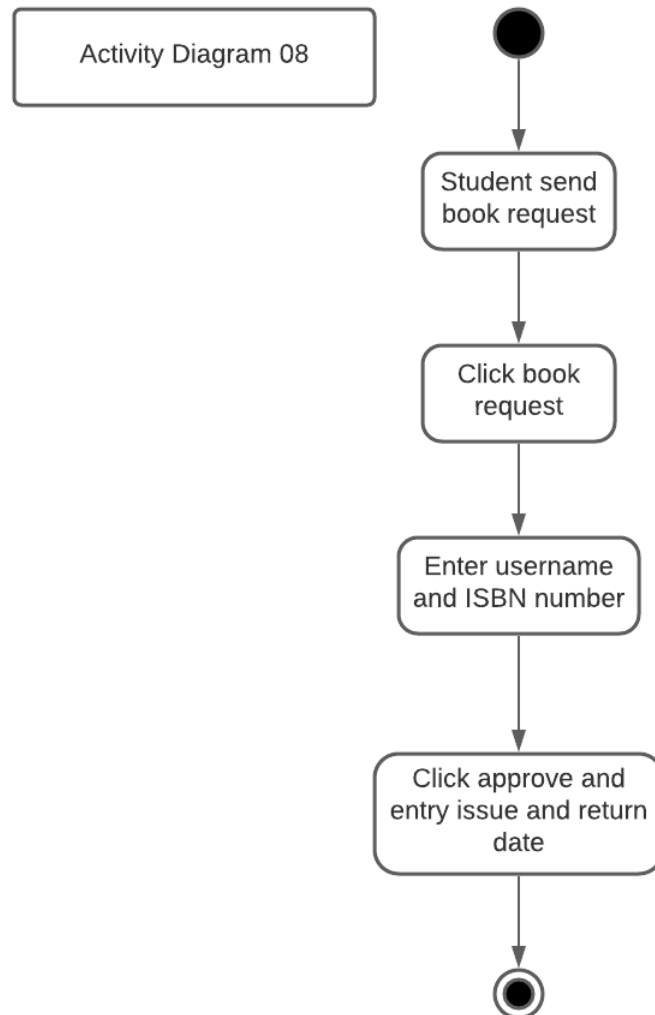 Activity Diagram 08
Student send
book request
Click book
request
Enter username
and ISBN number
Click approve and
entry issue and return
date